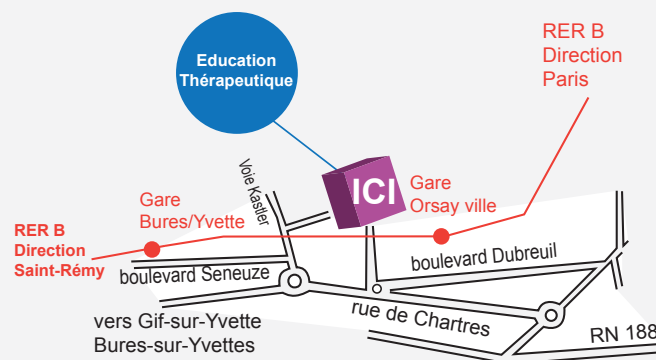 Education
Thérapeutique
RER B
Direction
Paris
ICI
Voie Kastler
Gare
Bures/Yvette
Gare
Orsay ville
RER B
Direction
Saint-Rémy
boulevard Seneuze
boulevard Dubreuil
rue de Chartres
vers Gif-sur-Yvette
Bures-sur-Yvettes
RN 188